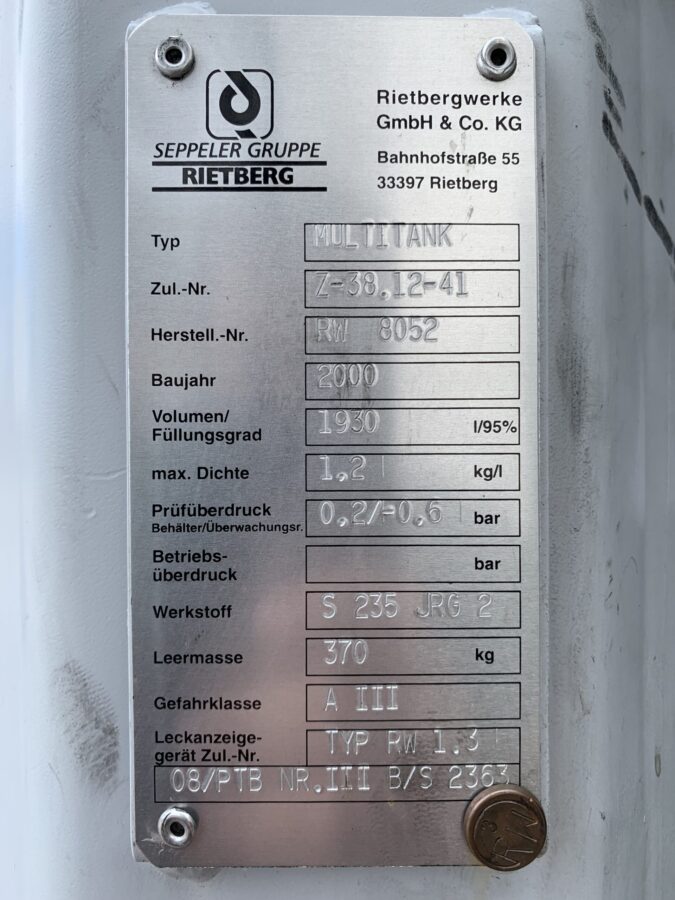 SEPPELER GRUPPE
RIETBERG
Rietbergwerke
GmbH & Co. KG
Bahnhofstraße 55
33397 Rietberg
Typ MULTITANK
Zul.-Nr. Z-38.12-41
Herstell.-Nr. RW 8052
Baujahr 2000
Volumen/
Füllungsgrad 1930 l/95%
max. Dichte 1,2 kg/l
Prüfüberdruck 0,2/-0,6 bar
Behälter/Überwachungsr.
Betriebs-
überdruck bar
Werkstoff S 235 JRG 2
Leermasse 370 kg
Gefahrklasse A III
Leckanzeige-
gerät Zul.-Nr. TYP RW 1.3
08/PTB NR.III B/S 2363